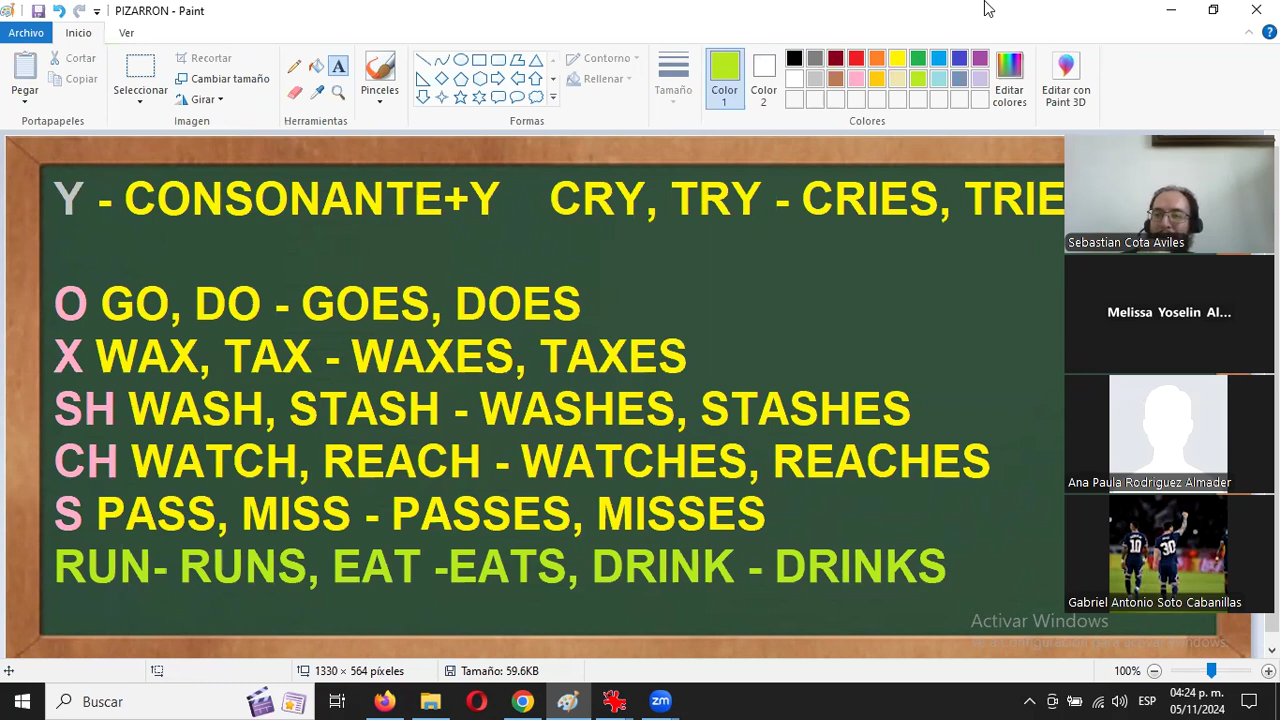 PIZARRON - Paint
Archivo Inicio Ver
Pegar
Cortar
Copiar
Portapapeles
Seleccionar
Recortar
Cambiar tamaño
Girar
Imagen
A
Herramientas
Pinceles
Contorno
Rellenar
Formas
Tamaño
Color 1
Color 2
Editar colores
Colores
Editar con Paint 3D
Y - CONSONANTE+Y CRY, TRY - CRIES, TRIE
O GO, DO - GOES, DOES
X WAX, TAX - WAXES, TAXES
SH WASH, STASH - WASHES, STASHES
CH WATCH, REACH - WATCHES, REACHES
S PASS, MISS - PASSES, MISSES
RUN- RUNS, EAT -EATS, DRINK - DRINKS
Sebastian Cota Aviles
Melissa Yoselin Al...
Ana Paula Rodriguez Almader
10 30
Gabriel Antonio Soto Cabanillas
Activar Windows
1330 × 564 píxeles
Tamaño: 59.6KB
100%
Buscar
zm
ESP
04:24 p. m.
05/11/2024